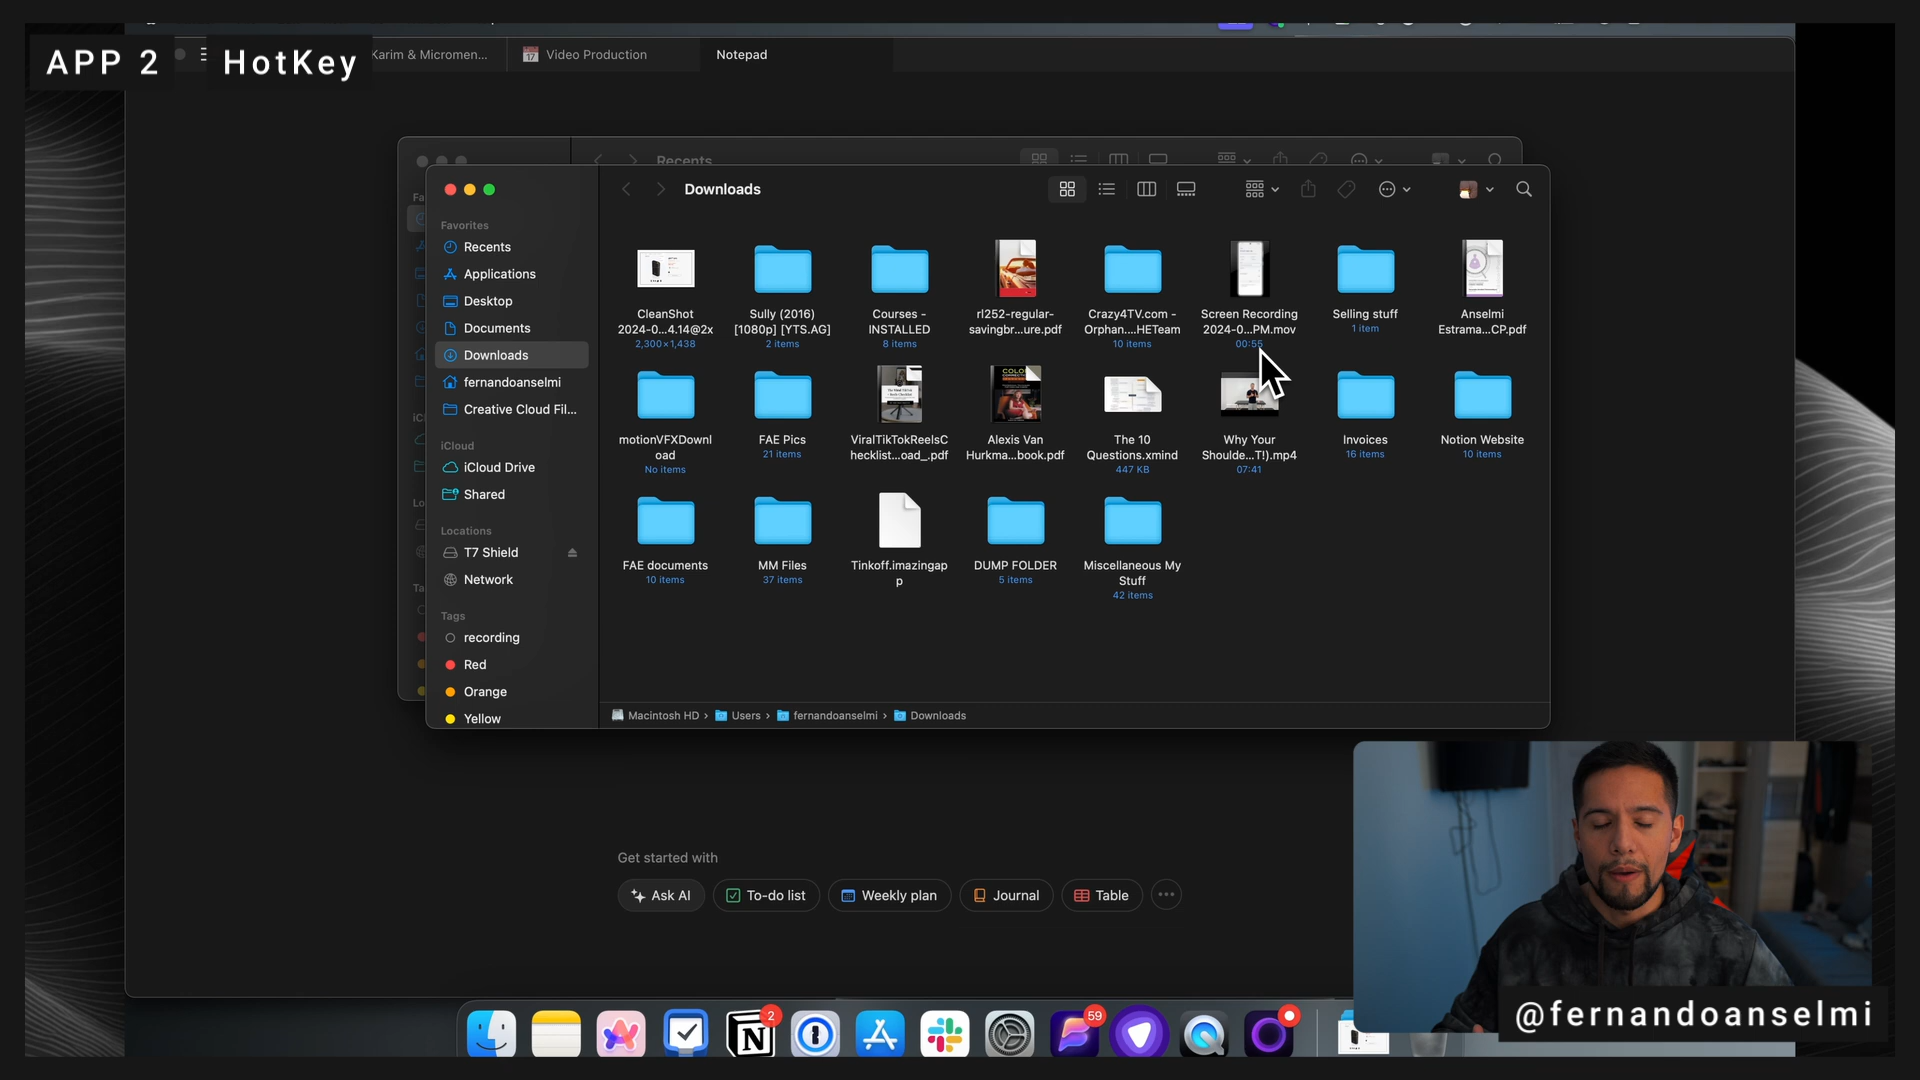 APP 2
HotKey
Karim & Micromen...
17
Video Production
Notepad
Recents
Downloads
Favorites
Recents
Applications
Desktop
Documents
Downloads
fernandoanselmi
Creative Cloud Fil...
iCloud
iCloud Drive
Shared
Locations
T7 Shield
Network
Tags
recording
Red
Orange
Yellow
CleanShot
2024-0...4.14@2x
2,300×1,438
Sully (2016)
[1080p] [YTS.AG]
2 items
Courses -
INSTALLED
8 items
rl252-regular-
savingbr...ure.pdf
Crazy4TV.com -
Orphan....HETeam
10 items
Screen Recording
2024-0...PM.mov
00:55
Selling stuff
1 item
Anselmi
Estrama...CP.pdf
motionVFXDownl
oad
No items
FAE Pics
21 items
ViralTikTokReelsC
hecklist...oad_.pdf
Alexis Van
Hurkma...book.pdf
The 10
Questions.xmind
447 KB
Why Your
Shoulde...T!).mp4
07:41
Invoices
16 items
Notion Website
10 items
FAE documents
10 items
MM Files
37 items
Tinkoff.imazingap
p
DUMP FOLDER
5 items
Miscellaneous My
Stuff
42 items
Macintosh HD › Users › fernandoanselmi › Downloads
Get started with
Ask AI
To-do list
Weekly plan
Journal
Table
2
59
@fernandoanselmi